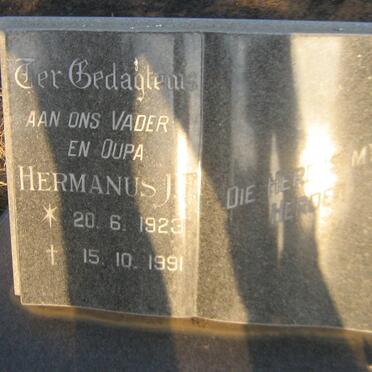 Ter Gedagtenis
AAN ONS VADER
EN OUPA
HERMANUS J.
* 20. 6. 1923
† 15. 10. 1991
DIE HERE IS MY
HERDER